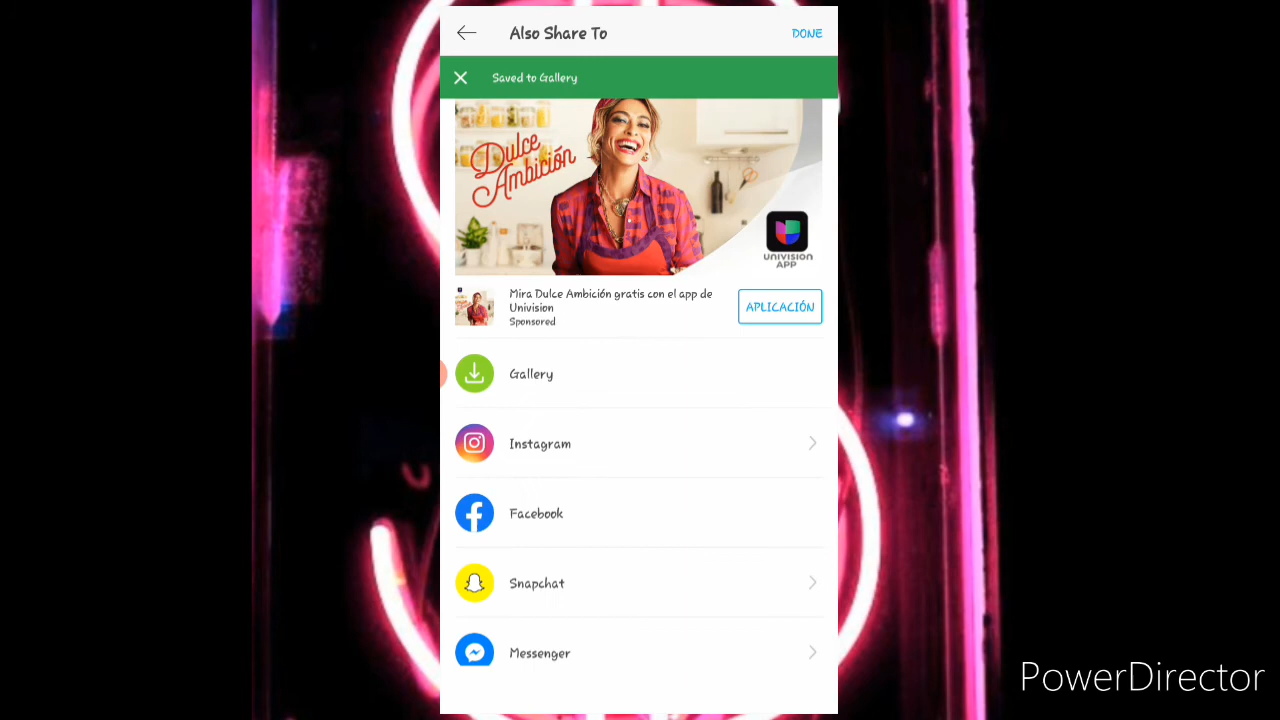 Also Share To
DONE
Saved to Gallery
Dulce
Ambición
UNIVISION
APP
Mira Dulce Ambición gratis con el app de
Univision
Sponsored
APLICACIÓN
Gallery
Instagram
Facebook
Snapchat
Messenger
PowerDirector